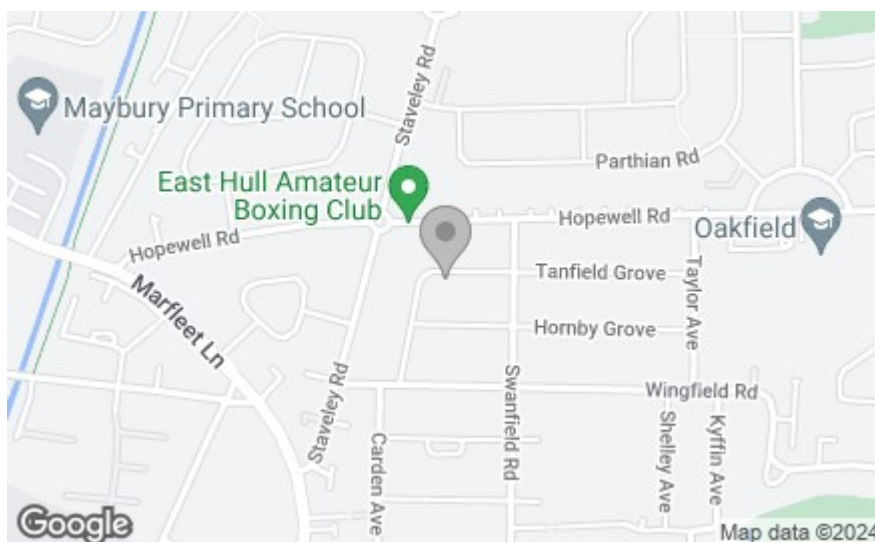 Maybury Primary School
Staveley Rd
Parthian Rd
East Hull Amateur
Boxing Club
Hopewell Rd
Oakfield
Hopewell Rd
Tanfield Grove
Taylor Ave
Marfleet Ln
Hornby Grove
Staveley Rd
Swanfield Rd
Wingfield Rd
Carden Ave
Shelley Ave
Kyffin Ave
Google
Map data ©2024